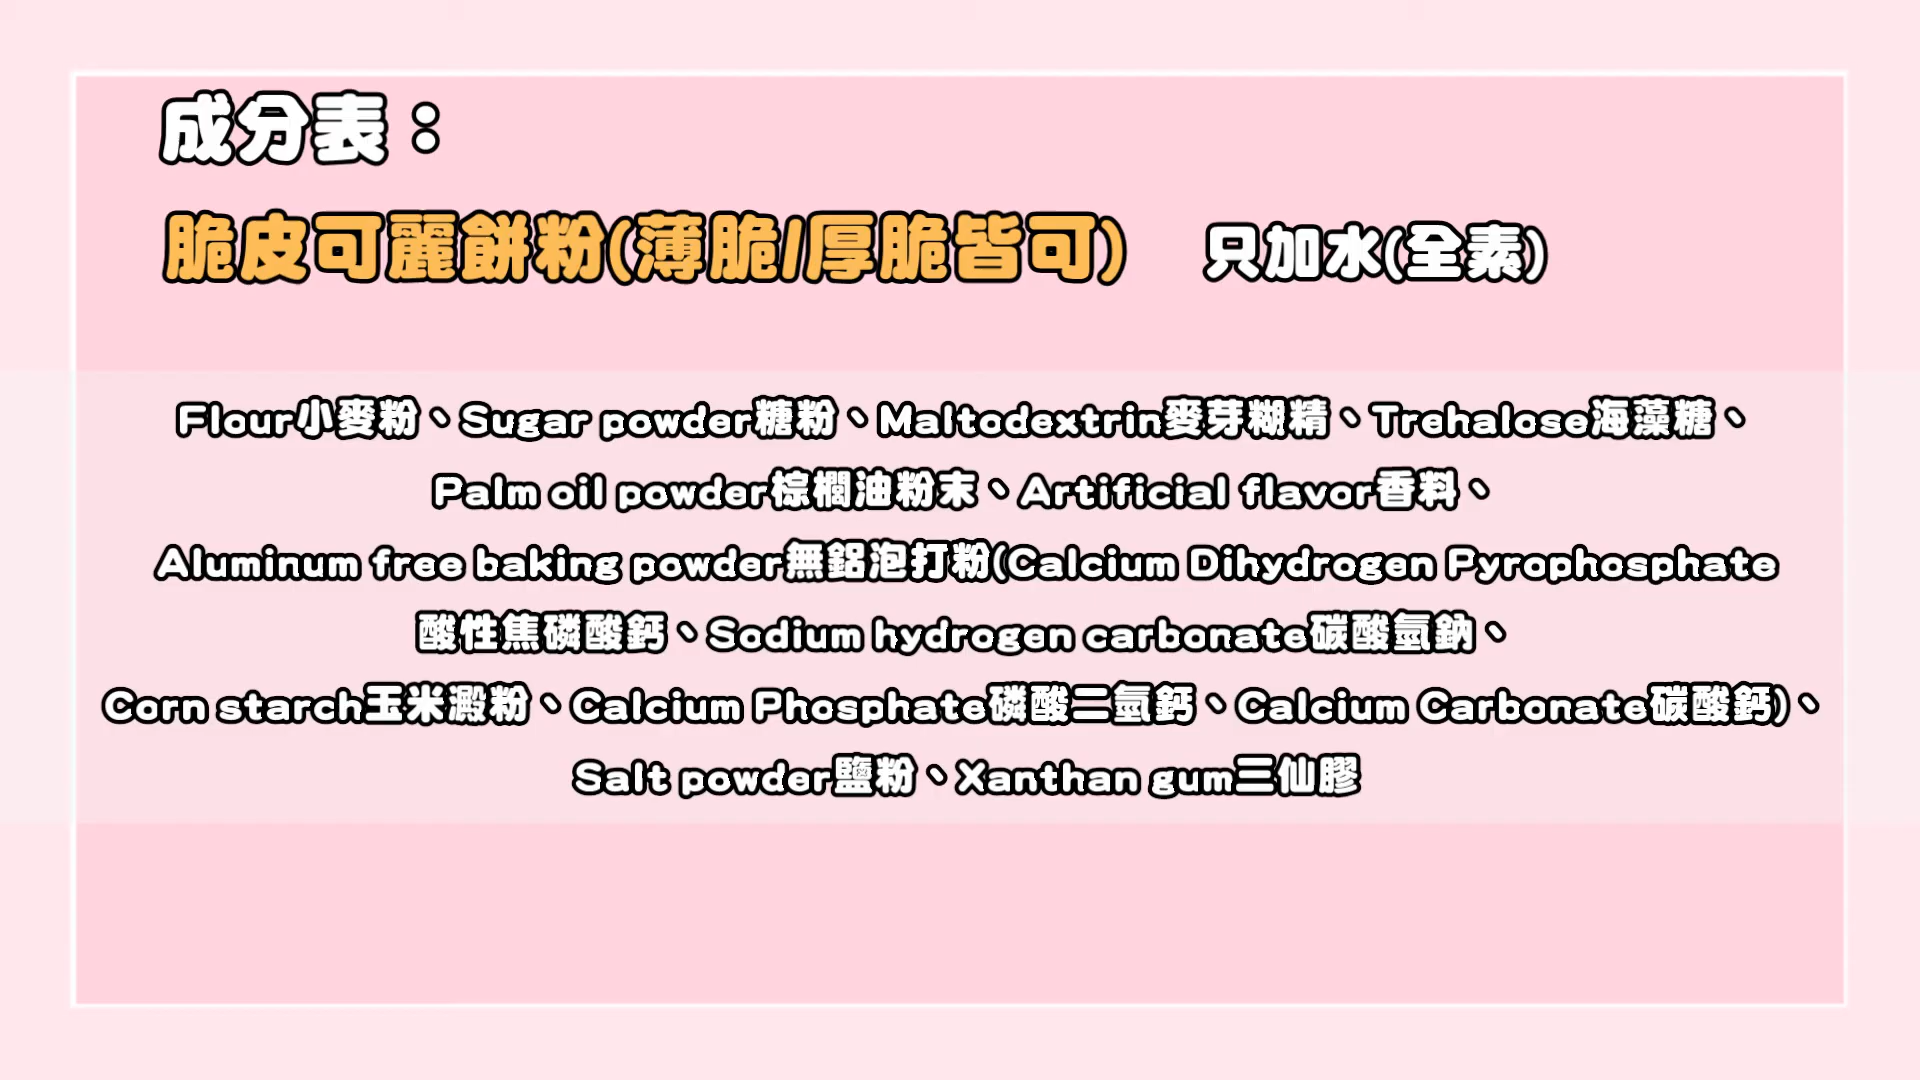 成分表：
脆皮可麗餅粉(薄脆/厚脆皆可) 只加水(全素)
Flour小麥粉、Sugar powder糖粉、Maltodextrin麥芽糊精、Trehalose海藻糖、
Palm oil powder棕櫚油粉末、Artificial flavor香料、
Aluminum free baking powder無鋁泡打粉(Calcium Dihydrogen Pyrophosphate
酸性焦磷酸鈣、Sodium hydrogen carbonate碳酸氫鈉、
Corn starch玉米澱粉、Calcium Phosphate磷酸二氫鈣、Calcium Carbonate碳酸鈣)、
Salt powder鹽粉、Xanthan gum三仙膠